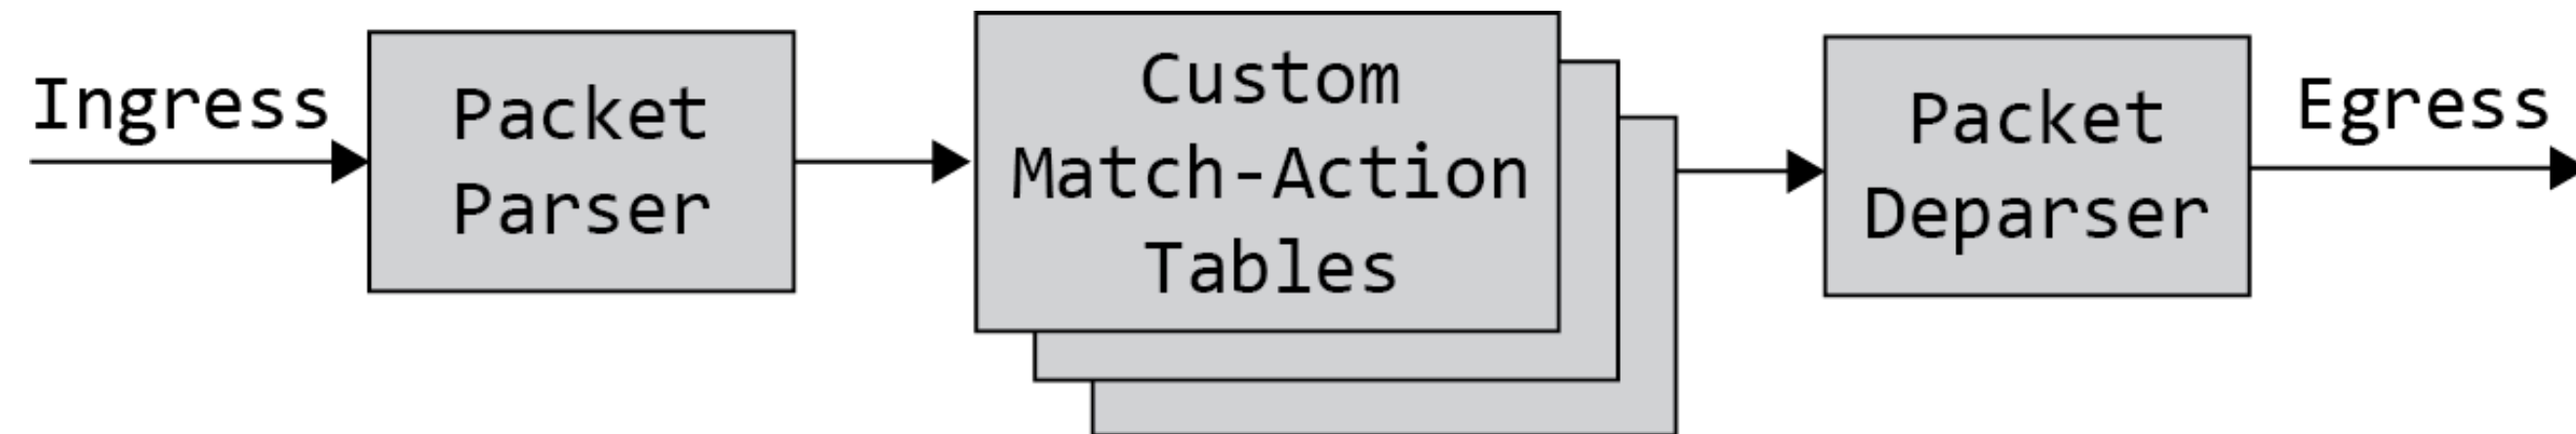 Ingress
Packet
Parser
Custom
Match-Action
Tables
Packet
Deparser
Egress